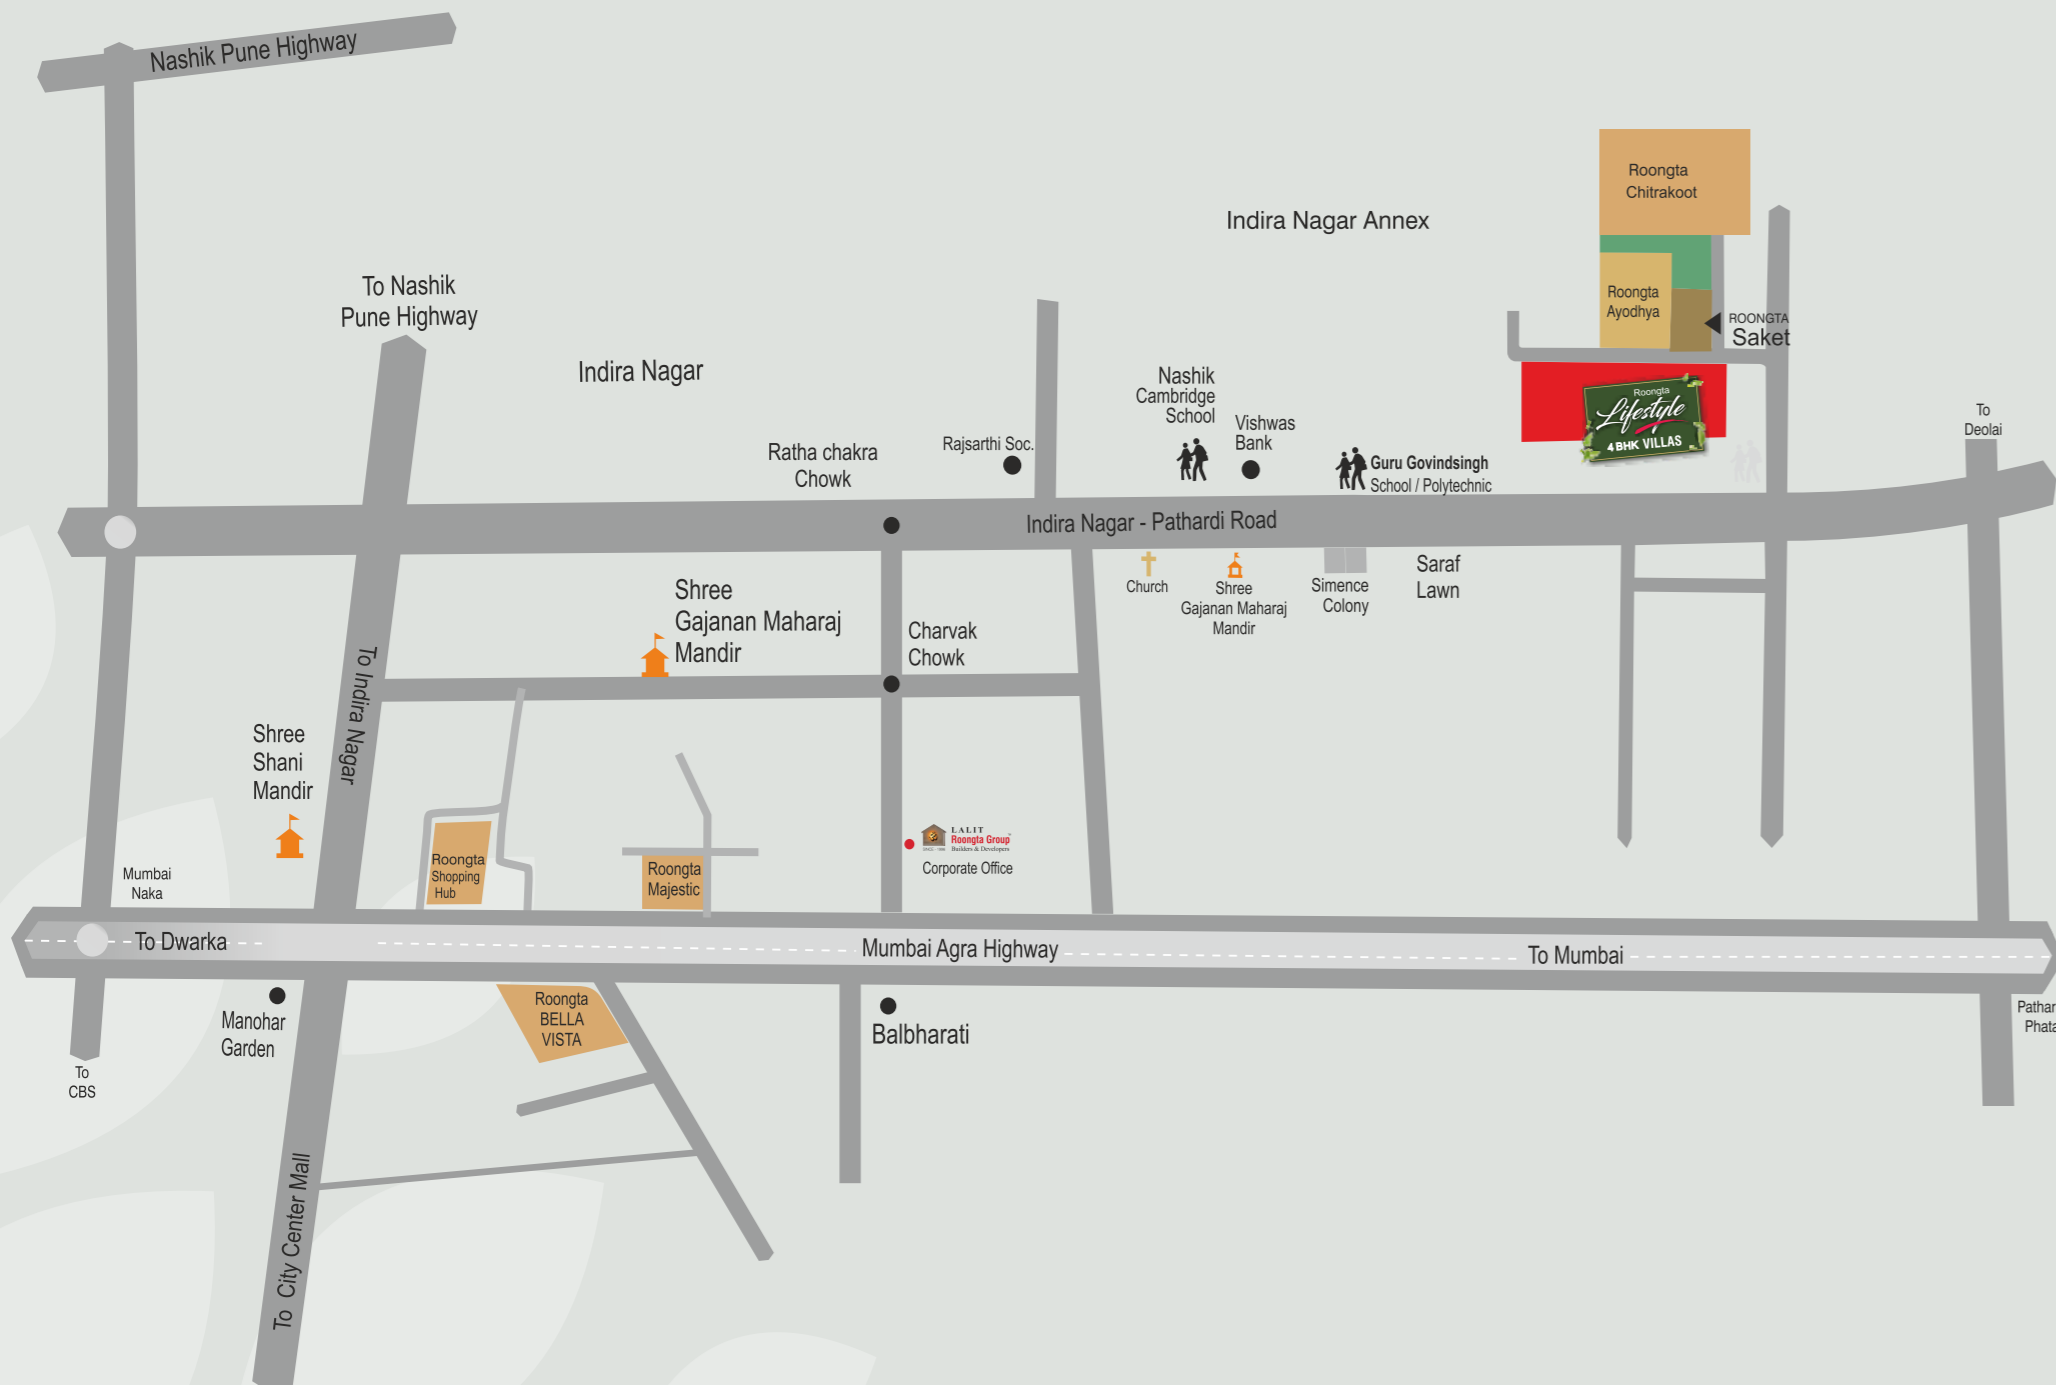 Nashik Pune Highway
Roongta
Chitrakoot
Indira Nagar Annex
To Nashik
Pune Highway
Roongta
Ayodhya
ROONGTA
Saket
Indira Nagar
Nashik
Cambridge
School
Roongta
Lifestyle
4 BHK VILLAS
To
Deolai
Vishwas
Bank
Rajsarthi Soc.
Ratha chakra
Chowk
Guru Govindsingh
School / Polytechnic
Indira Nagar - Pathardi Road
Church
Shree
Gajanan Maharaj
Mandir
Simence
Colony
Saraf
Lawn
Shree
Gajanan Maharaj
Mandir
Charvak
Chowk
To Indira Nagar
Shree
Shani
Mandir
Roongta
Shopping
Hub
Roongta
Majestic
LALIT
Roongta Group
Builders & Developers
Corporate Office
Mumbai
Naka
To Dwarka
Mumbai Agra Highway
To Mumbai
Manohar
Garden
Roongta
BELLA
VISTA
Balbharati
Pathar
Phata
To
CBS
To City Center Mall